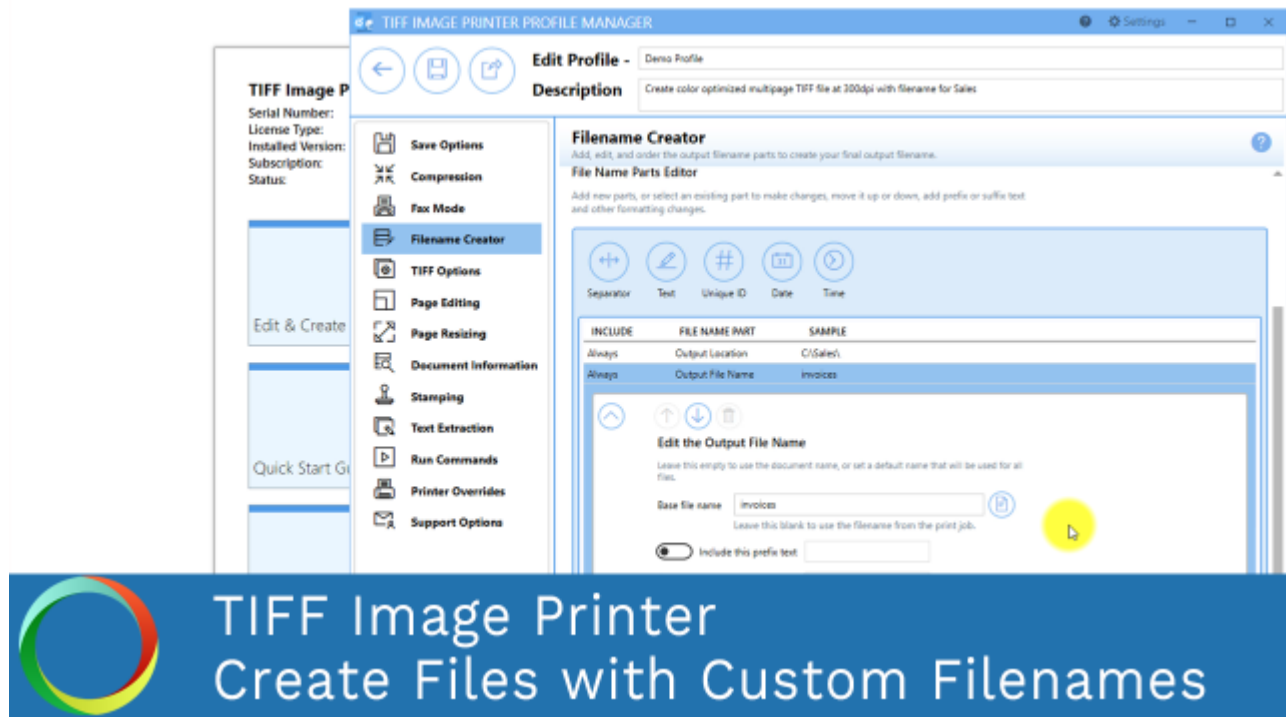 TIFF IMAGE PRINTER PROFILE MANAGER
Settings
Edit Profile -
Demo Profile
Description
Create color optimized multipage TIFF file at 300dpi with filename for Sales
TIFF Image P
Serial Number:
License Type:
Installed Version:
Subscription:
Status:
Edit & Create
Quick Start Gu
Save Options
Compression
Fax Mode
Filename Creator
TIFF Options
Page Editing
Page Resizing
Document Information
Stamping
Text Extraction
Run Commands
Printer Overrides
Support Options
Filename Creator
Add, edit, and order the output filename parts to create your final output filename.
File Name Parts Editor
Add new parts, or select an existing part to make changes, move it up or down, add prefix or suffix text
and other formatting changes.
Separator Text Unique ID Date Time
INCLUDE FILE NAME PART SAMPLE
Always Output Location C:\Sales\
Always Output File Name invoices
Edit the Output File Name
Leave this empty to use the document name, or set a default name that will be used for all
files.
Base file name invoices
Leave this blank to use the filename from the print job.
Include this prefix text
TIFF Image Printer
Create Files with Custom Filenames